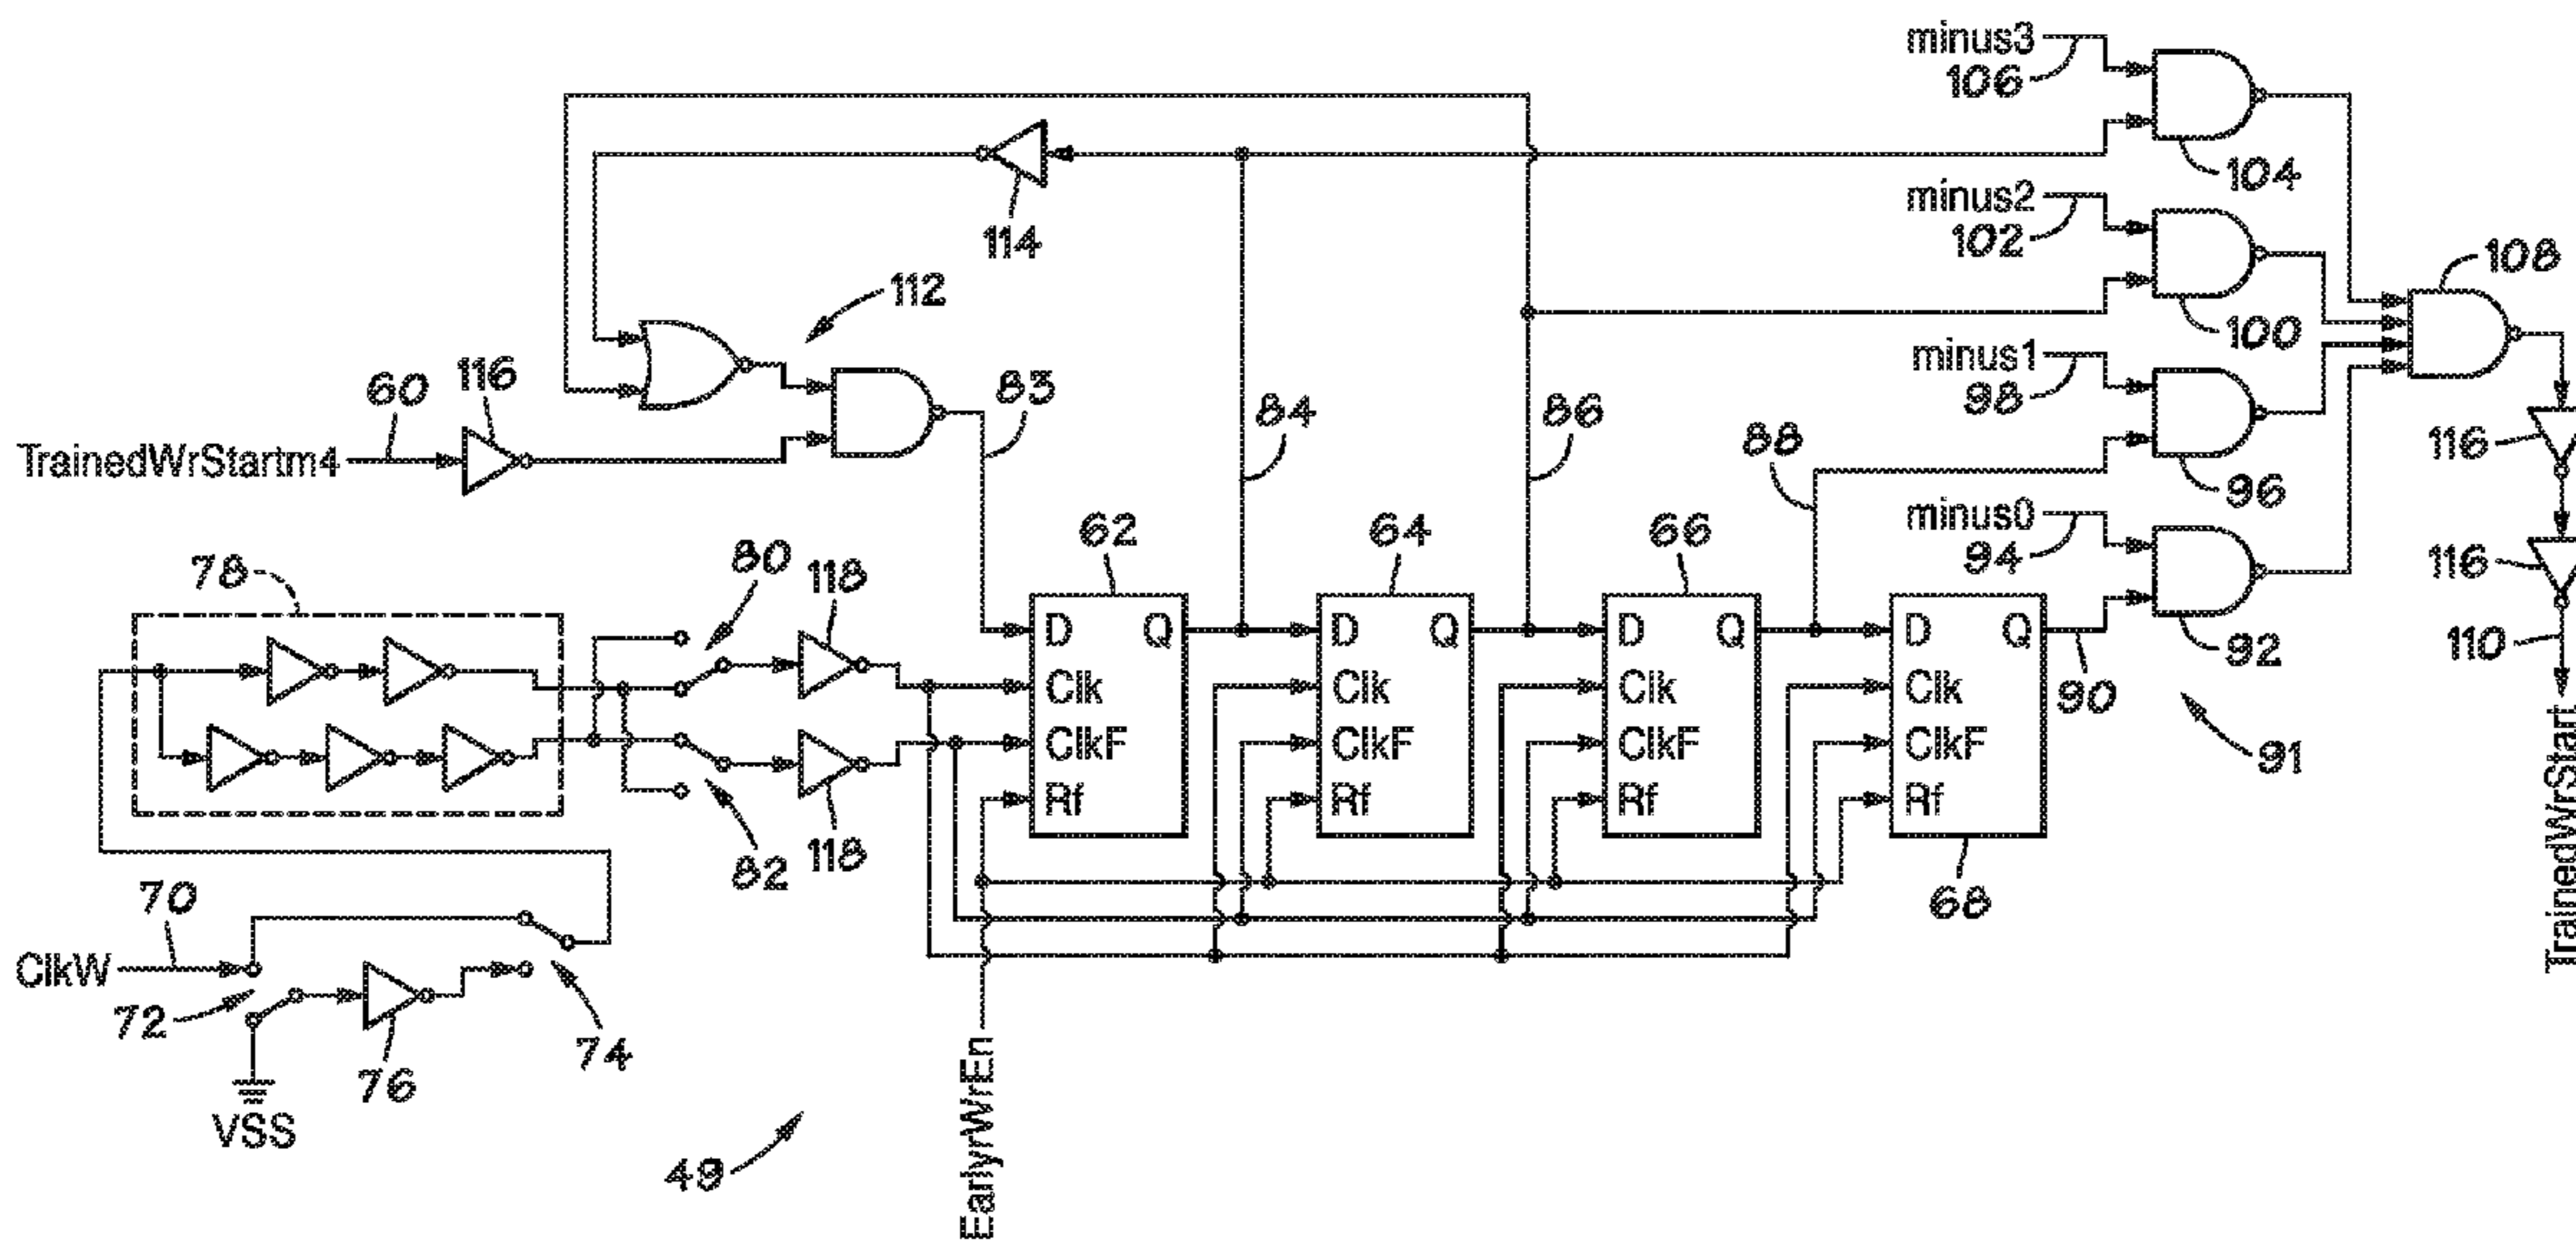 minus3
106
104
114
minus2
102
112
108
100
116
60
83
84
86
minus1
98
88
96
TrainedWrStartm4
116
62
64
66
minus0
94
116
78
80
118
D Q
D Q
D Q
D Q
92
110
Clk
Clk
Clk
Clk
90
ClkF
ClkF
ClkF
ClkF
91
Rf
Rf
Rf
Rf
82
118
68
70
ClkW
72
74
76
VSS
49
EarlyWrEn
TrainedWrStart